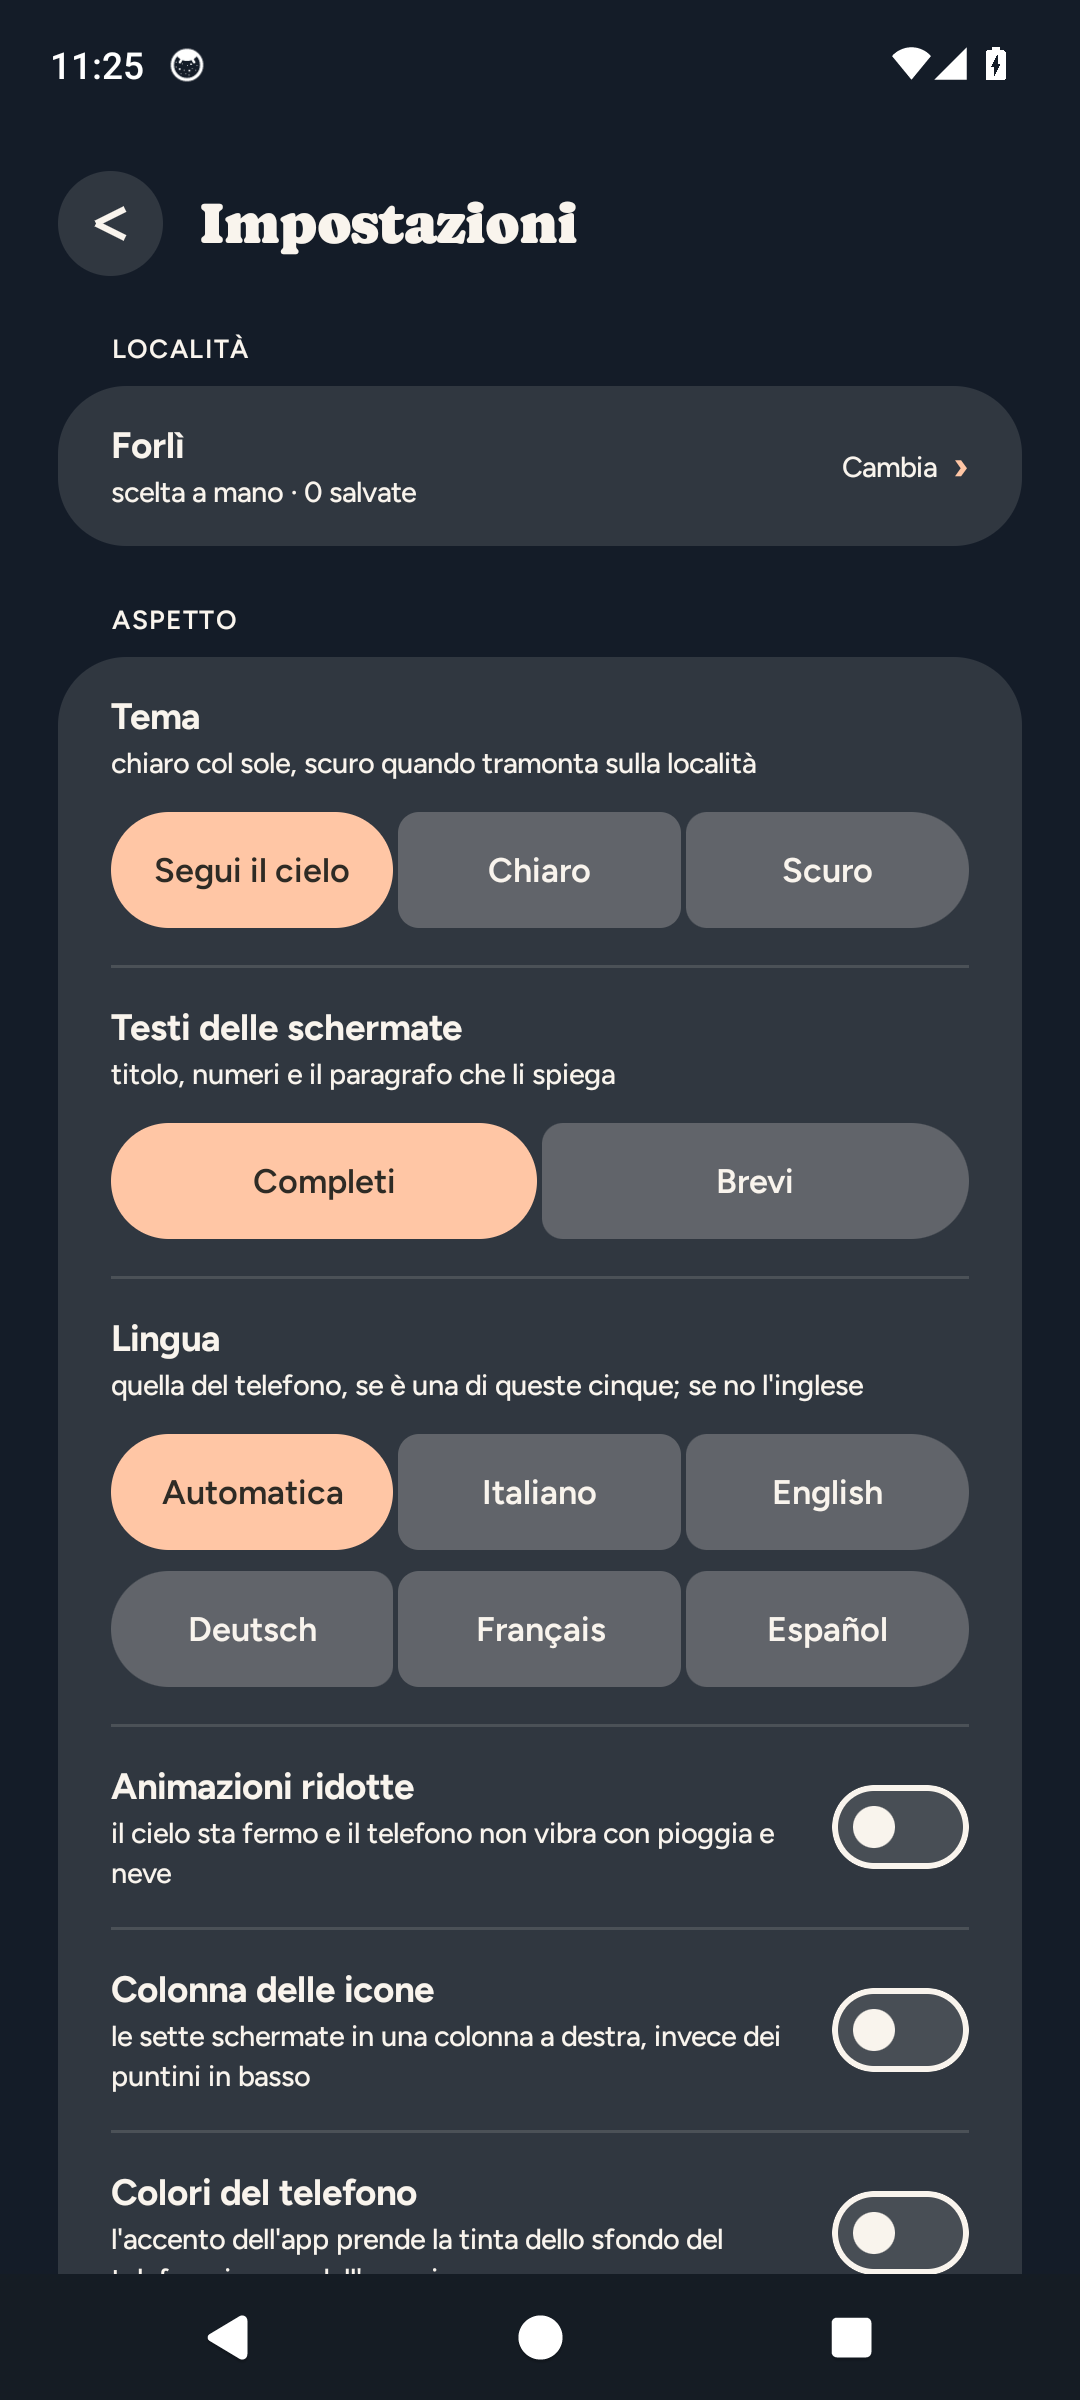 11:25
<
Impostazioni
LOCALITÀ
Forlì
scelta a mano · 0 salvate
Cambia ›
ASPETTO
Tema
chiaro col sole, scuro quando tramonta sulla località
Segui il cielo
Chiaro
Scuro
Testi delle schermate
titolo, numeri e il paragrafo che li spiega
Completi
Brevi
Lingua
quella del telefono, se è una di queste cinque; se no l'inglese
Automatica
Italiano
English
Deutsch
Français
Español
Animazioni ridotte
il cielo sta fermo e il telefono non vibra con pioggia e
neve
Colonna delle icone
le sette schermate in una colonna a destra, invece dei
puntini in basso
Colori del telefono
l'accento dell'app prende la tinta dello sfondo del